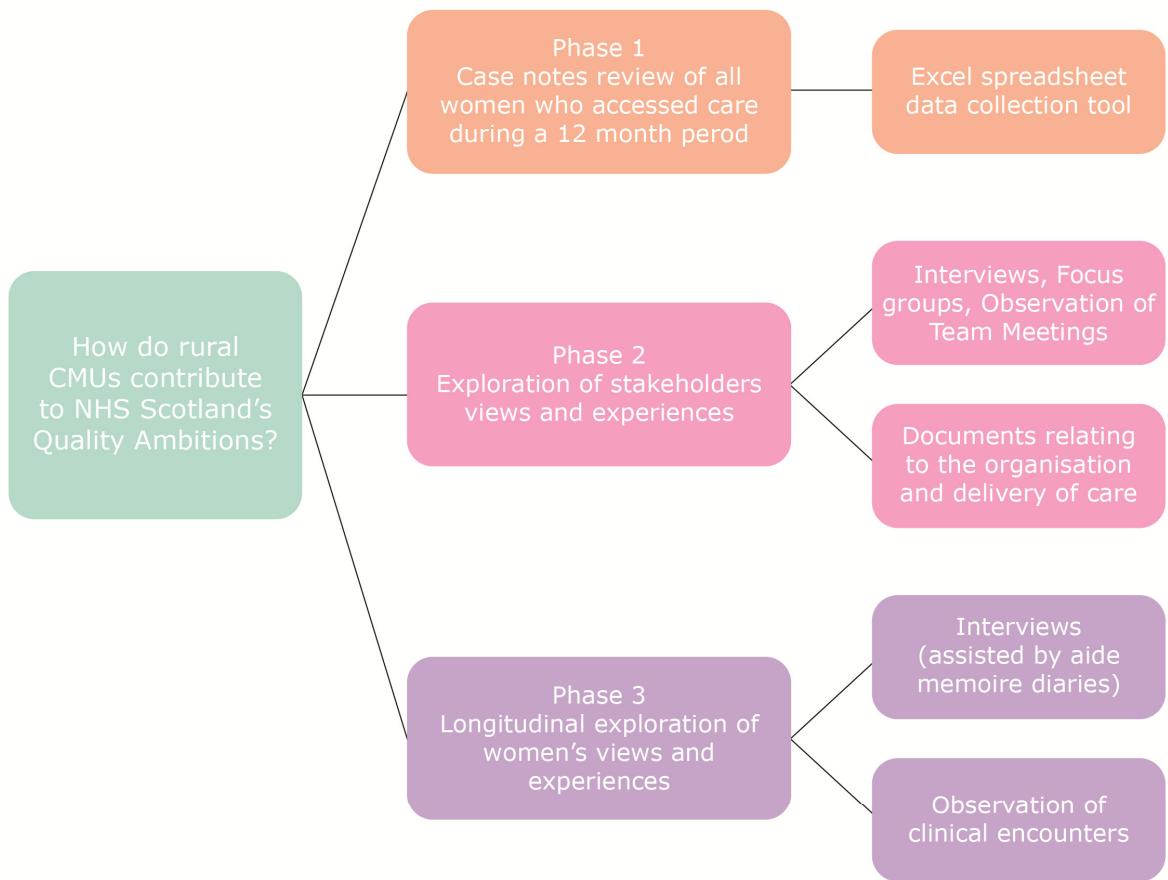 How do rural
CMUs contribute
to NHS Scotland's
Quality Ambitions?
Phase 1
Case notes review of all
women who accessed care
during a 12 month perod
Excel spreadsheet
data collection tool
Phase 2
Exploration of stakeholders
views and experiences
Interviews, Focus
groups, Observation of
Team Meetings
Documents relating
to the organisation
and delivery of care
Phase 3
Longitudinal exploration of
women's views and
experiences
Interviews
(assisted by aide
memoire diaries)
Observation of
clinical encounters